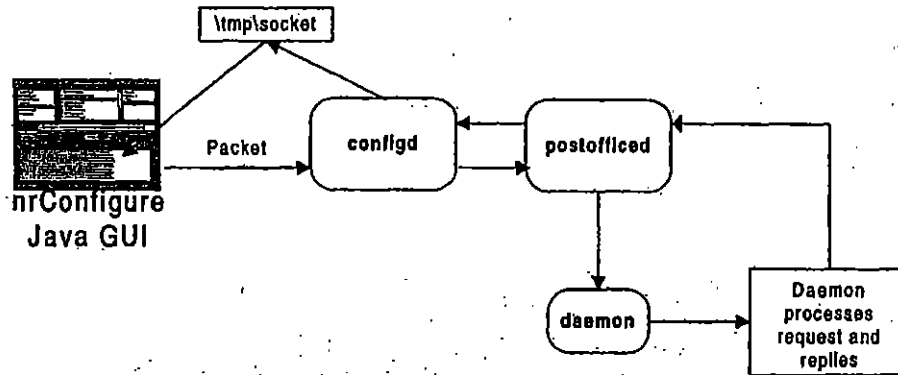 \tmp\socket
Packet
configd
postofficed
nrConfigure
Java GUI
daemon
Daemon
processes
request and
replies